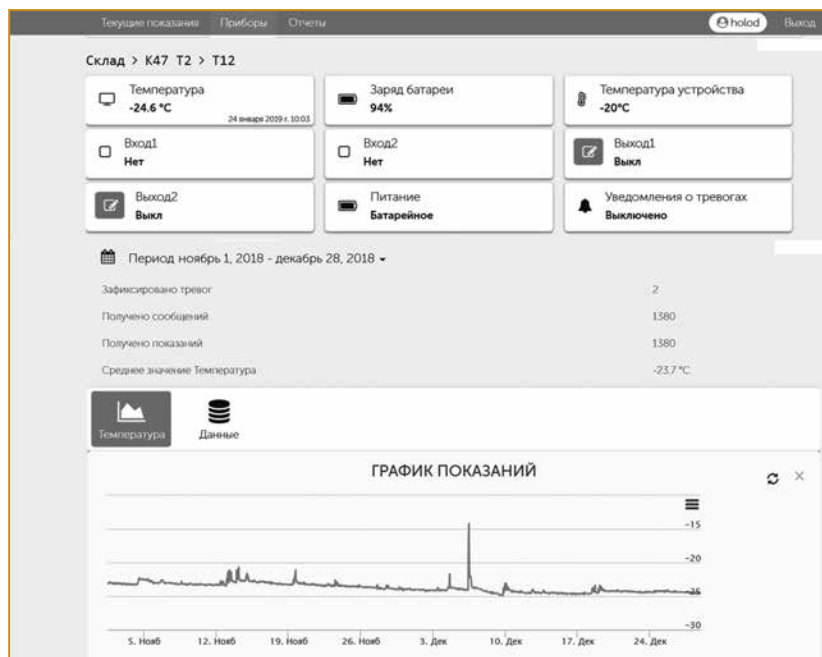 Текущие показания Приборы Отчеты holod Выход
Склад > К47 Т2 > Т12
Температура
-24.6 °C
24 января 2019 г. 10:03
Заряд батареи
94%
Температура устройства
-20°C
Вход1
Нет
Вход2
Нет
Выход1
Выкл
Выход2
Выкл
Питание
Батарейное
Уведомления о тревогах
Выключено
Период ноябрь 1, 2018 - декабрь 28, 2018
Зафиксировано тревог 2
Получено сообщений 1380
Получено показаний 1380
Среднее значение Температура -23.7 °C
Температура Данные
ГРАФИК ПОКАЗАНИЙ
-15
-20
-25
-30
5. Нояб 12. Нояб 19. Нояб 26. Нояб 3. Дек 10. Дек 17. Дек 24. Дек